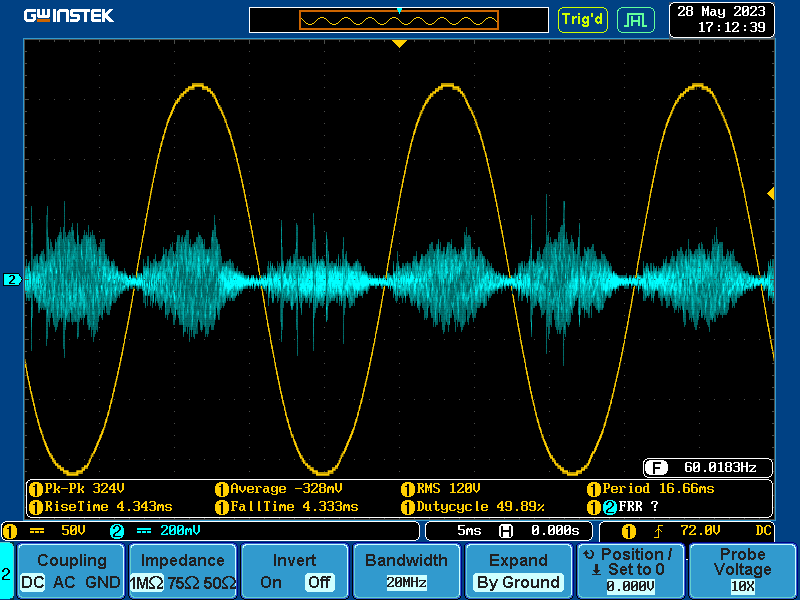 GWINSTEK
Trig'd
28 May 2023
17:12:39
2
F 60.0183Hz
1 Pk-Pk 324V 1 Average -328mV 1 RMS 120V 1 Period 16.66ms
1 RiseTime 4.343ms 1 FallTime 4.333ms 1 Dutycycle 49.89% 1 2 FRR ?
1 50V 2 200mV 5ms H 0.000s 1 72.0V DC
2
Coupling
DC AC GND
Impedance
1MΩ 75Ω 50Ω
Invert
On Off
Bandwidth
20MHz
Expand
By Ground
Position /
Set to 0
0.000V
Probe
Voltage
10X